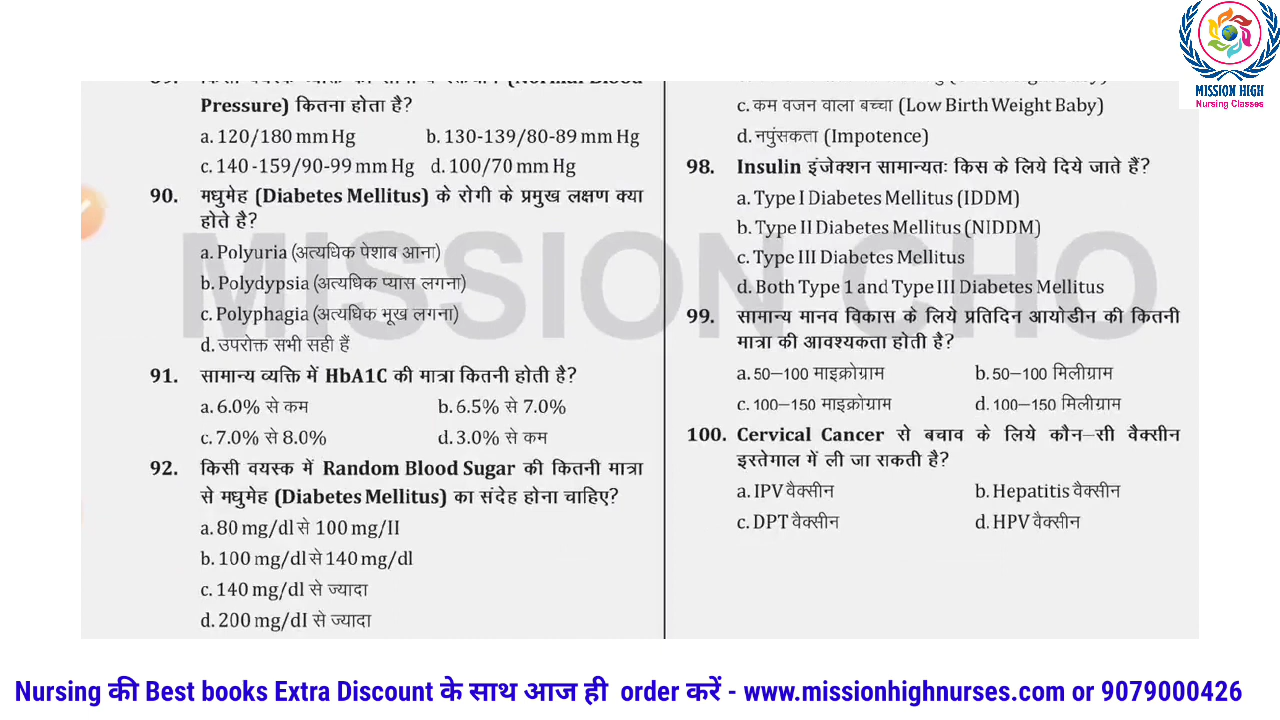 Pressure) कितना होता है?
a. 120/180 mm Hg b. 130-139/80-89 mm Hg
c. 140 -159/90-99 mm Hg d. 100/70 mm Hg
90. मधुमेह (Diabetes Mellitus) के रोगी के प्रमुख लक्षण क्या
होते है?
a. Polyuria (अत्यधिक पेशाब आना)
b. Polydypsia (अत्यधिक प्यास लगना)
c. Polyphagia (अत्यधिक भूख लगना)
d. उपरोक्त सभी सही हैं
91. सामान्य व्यक्ति में HbA1C की मात्रा कितनी होती है?
a. 6.0% से कम b. 6.5% से 7.0%
c. 7.0% से 8.0% d. 3.0% से कम
92. किसी वयस्क में Random Blood Sugar की कितनी मात्रा
से मधुमेह (Diabetes Mellitus) का संदेह होना चाहिए?
a. 80 mg/dl से 100 mg/II
b. 100 mg/dl से 140 mg/dl
c. 140 mg/dl से ज्यादा
d. 200 mg/dI से ज्यादा
c. कम वजन वाला बच्चा (Low Birth Weight Baby)
d. नपुंसकता (Impotence)
98. Insulin इंजेक्शन सामान्यतः किस के लिये दिये जाते हैं?
a. Type I Diabetes Mellitus (IDDM)
b. Type II Diabetes Mellitus (NIDDM)
c. Type III Diabetes Mellitus
d. Both Type 1 and Type III Diabetes Mellitus
99. सामान्य मानव विकास के लिये प्रतिदिन आयोडीन की कितनी
मात्रा की आवश्यकता होती है?
a. 50–100 माइक्रोग्राम b. 50–100 मिलीग्राम
c. 100–150 माइक्रोग्राम d. 100–150 मिलीग्राम
100. Cervical Cancer से बचाव के लिये कौन–सी वैक्सीन
इस्तेगाल में ली जा सकती है?
a. IPV वैक्सीन b. Hepatitis वैक्सीन
c. DPT वैक्सीन d. HPV वैक्सीन
MISSION CHO
MISSION HIGH
Nursing Classes
Nursing की Best books Extra Discount के साथ आज ही order करें - www.missionhighnurses.com or 9079000426